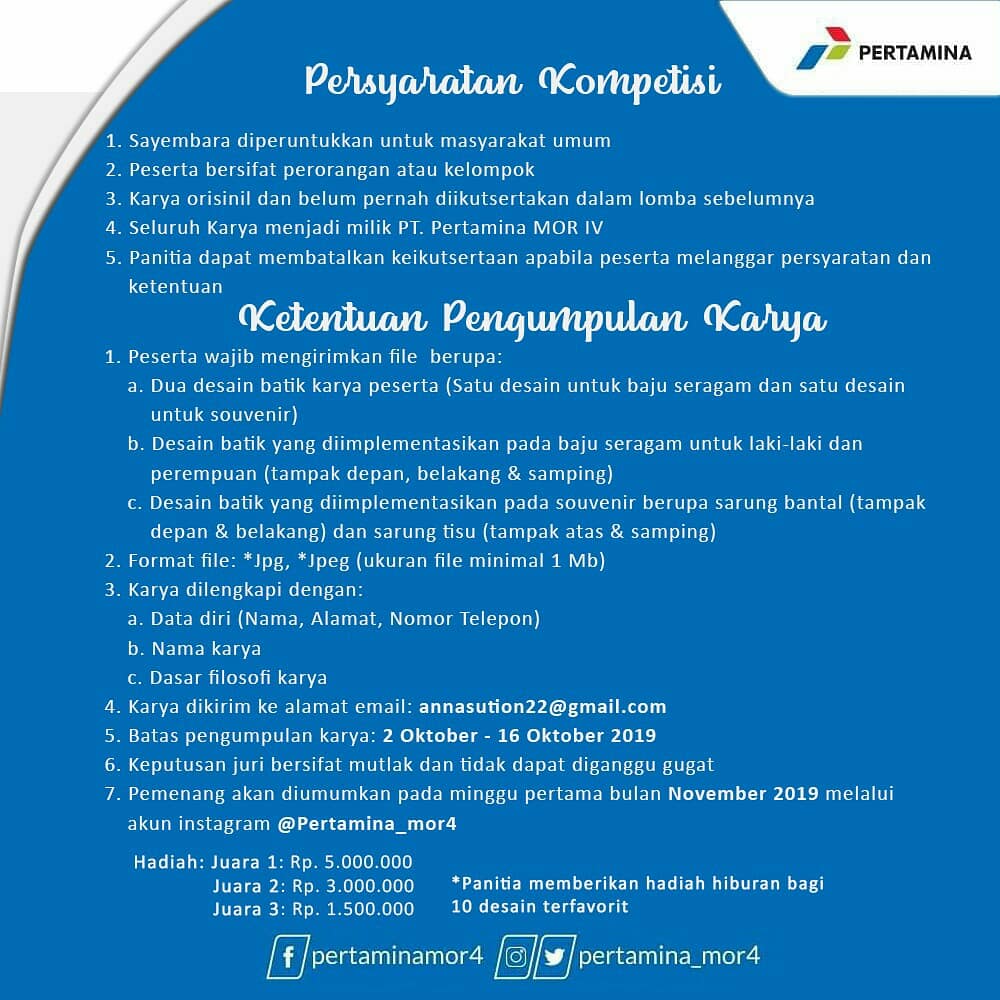 PERTAMINA
Persyaratan Kompetisi
1. Sayembara diperuntukkan untuk masyarakat umum
2. Peserta bersifat perorangan atau kelompok
3. Karya orisinil dan belum pernah diikutsertakan dalam lomba sebelumnya
4. Seluruh Karya menjadi milik PT. Pertamina MOR IV
5. Panitia dapat membatalkan keikutsertaan apabila peserta melanggar persyaratan dan
ketentuan
Ketentuan Pengumpulan Karya
1. Peserta wajib mengirimkan file berupa:
a. Dua desain batik karya peserta (Satu desain untuk baju seragam dan satu desain
untuk souvenir)
b. Desain batik yang diimplementasikan pada baju seragam untuk laki-laki dan
perempuan (tampak depan, belakang & samping)
c. Desain batik yang diimplementasikan pada souvenir berupa sarung bantal (tampak
depan & belakang) dan sarung tisu (tampak atas & samping)
2. Format file: *Jpg, *Jpeg (ukuran file minimal 1 Mb)
3. Karya dilengkapi dengan:
a. Data diri (Nama, Alamat, Nomor Telepon)
b. Nama karya
c. Dasar filosofi karya
4. Karya dikirim ke alamat email: annasution22@gmail.com
5. Batas pengumpulan karya: 2 Oktober - 16 Oktober 2019
6. Keputusan juri bersifat mutlak dan tidak dapat diganggu gugat
7. Pemenang akan diumumkan pada minggu pertama bulan November 2019 melalui
akun instagram @Pertamina_mor4
Hadiah: Juara 1: Rp. 5.000.000
Juara 2: Rp. 3.000.000
Juara 3: Rp. 1.500.000
*Panitia memberikan hadiah hiburan bagi
10 desain terfavorit
pertaminamor4 pertamina_mor4